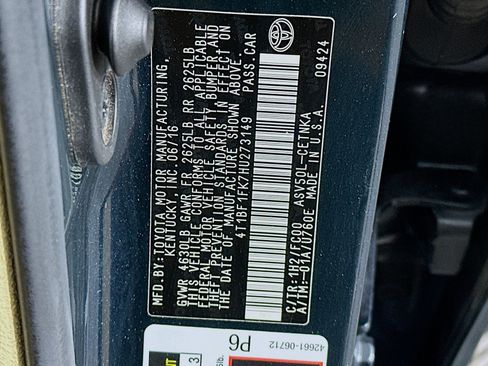 MFD. BY: TOYOTA MOTOR MANUFACTURING,
KENTUCKY, INC. 06/16
GVWR 4630LB GAWR FR 2625LB RR 2625LB
THIS VEHICLE CONFORMS TO ALL APPLICABLE
FEDERAL MOTOR VEHICLE SAFETY, BUMPER, AND
THEFT PREVENTION STANDARDS IN EFFECT ON
THE DATE OF MANUFACTURE SHOWN ABOVE.
4T1BF1FK7HU273149 PASS. CAR
C/TR: 1H2/FC00 ASV50L-CETNKA
A/TM: -01A/U760E MADE IN U.S.A.
09424
42661-06712
P6
3